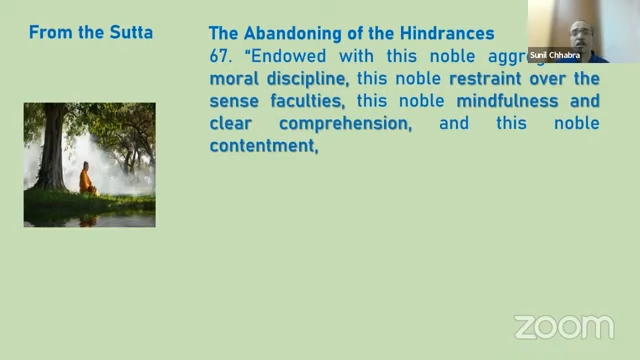 From the Sutta
The Abandoning of the Hindrances
67. "Endowed with this noble
moral discipline, this noble restraint over the
sense faculties, this noble mindfulness and
clear comprehension, and this noble
contentment,
Sunil Chhabra
zoom